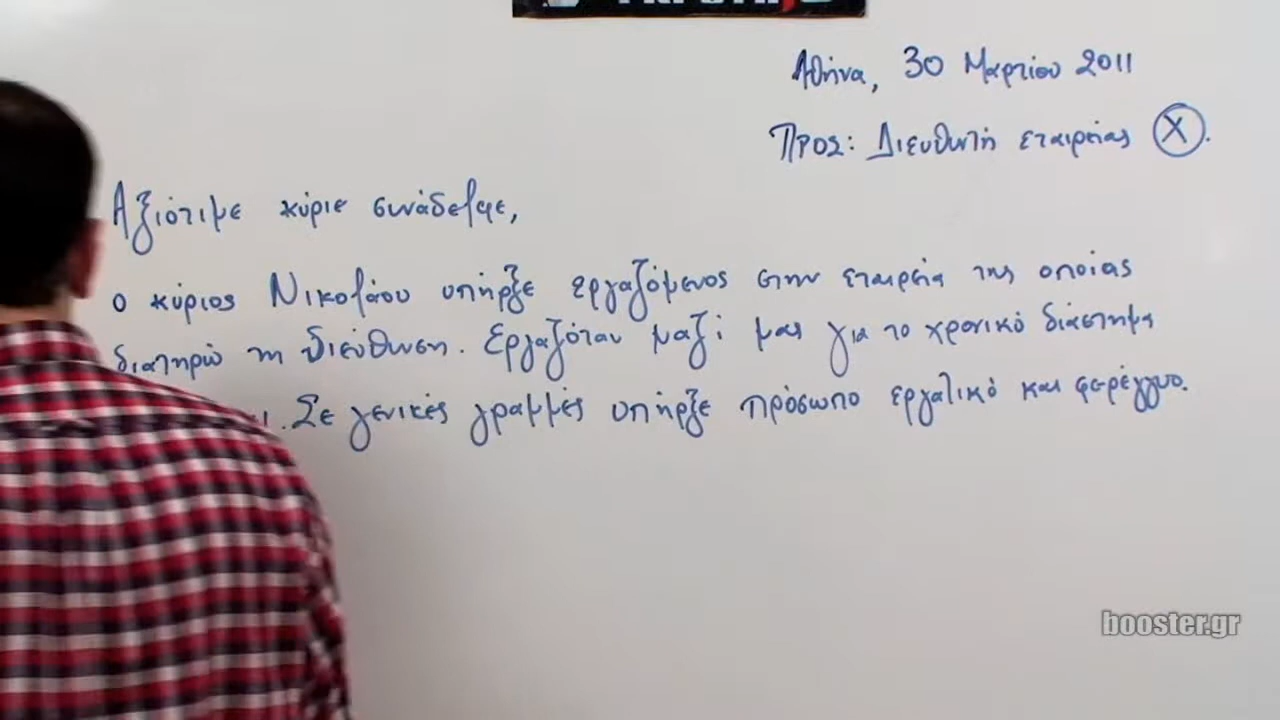 Αθήνα, 30 Μαρτίου 2011
Προς: Διευθυντή εταιρείας Χ.
Αξιότιμε κύριε συνάδελφε,
ο κύριος Νικολάου υπήρξε εργαζόμενος στην εταιρεία της οποίας
διατηρώ τη διεύθυνση. Εργαζόταν μαζί μας για το χρονικό διάστημα
. Σε γενικές γραμμές υπήρξε πρόσωπο εργατικό και φερέγγυο.
booster.gr